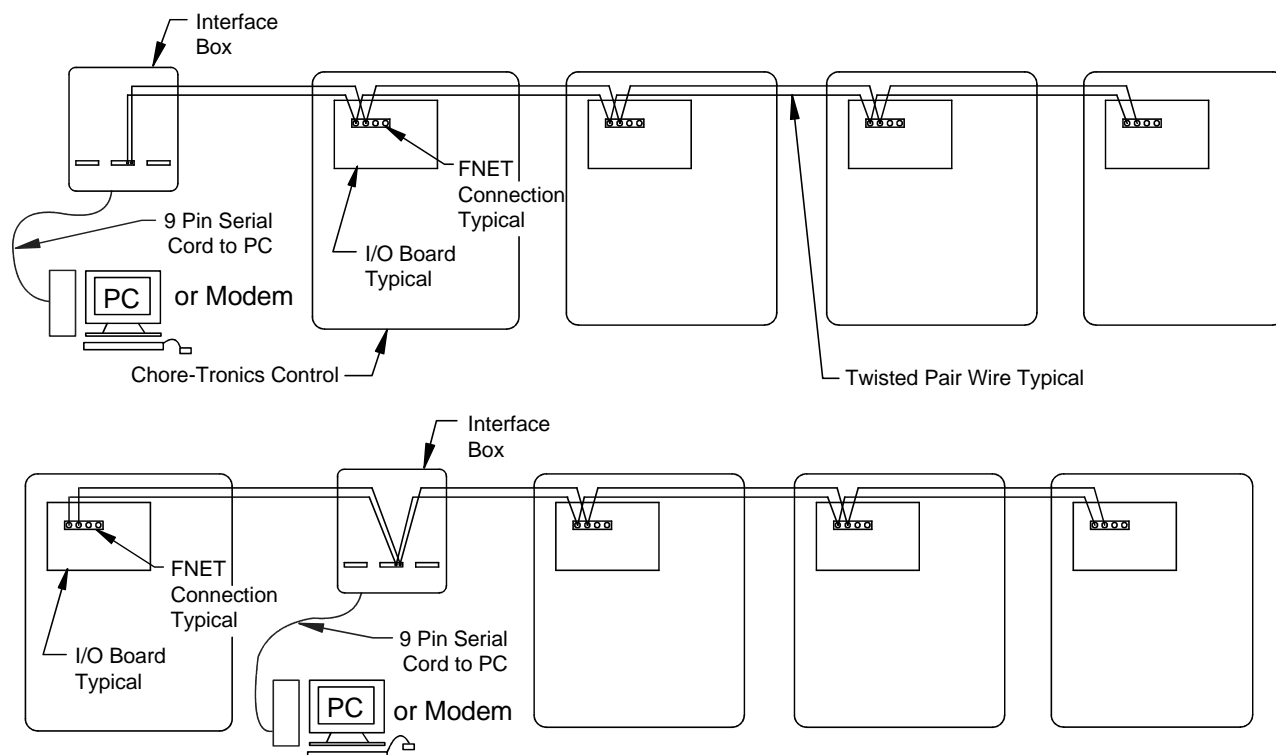 Interface
Box
FNET
Connection
Typical
9 Pin Serial
Cord to PC
I/O Board
Typical
PC
or Modem
Chore-Tronics Control
Twisted Pair Wire Typical
Interface
Box
FNET
Connection
Typical
9 Pin Serial
Cord to PC
I/O Board
Typical
PC
or Modem